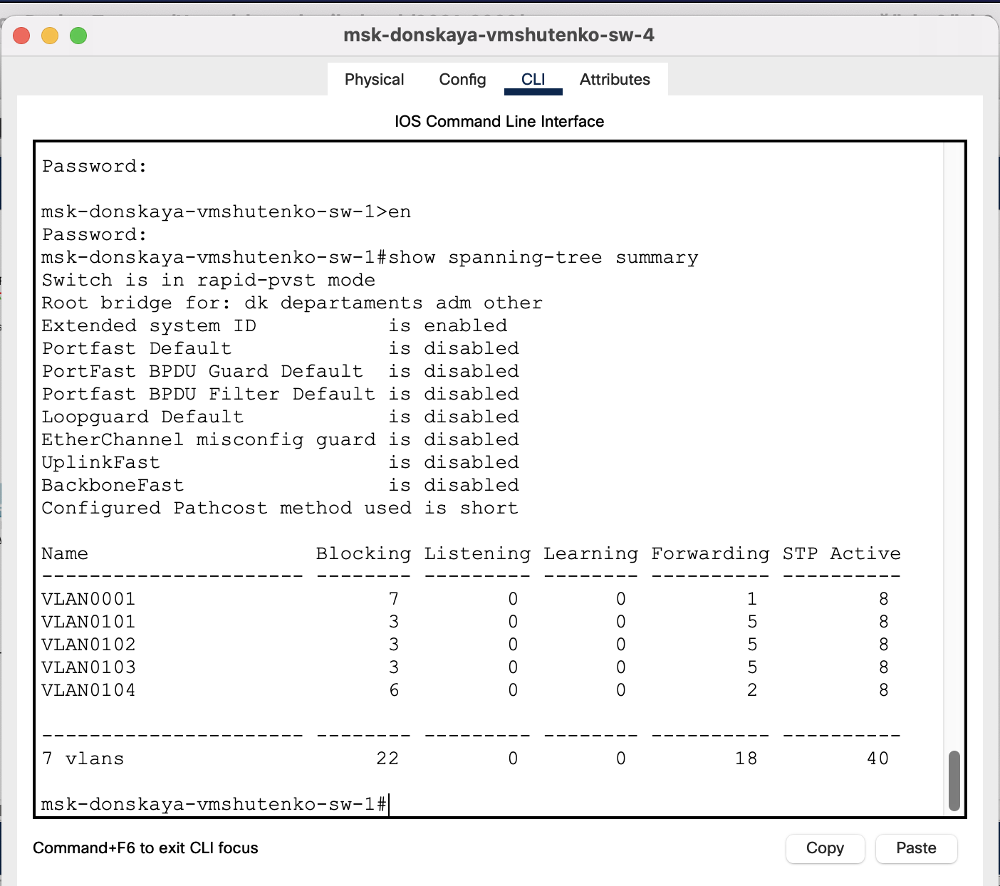 msk-donskaya-vmshutenko-sw-4
Physical Config CLI Attributes
IOS Command Line Interface
Password:
msk-donskaya-vmshutenko-sw-1>en
Password:
msk-donskaya-vmshutenko-sw-1#show spanning-tree summary
Switch is in rapid-pvst mode
Root bridge for: dk departaments adm other
Extended system ID is enabled
Portfast Default is disabled
PortFast BPDU Guard Default is disabled
Portfast BPDU Filter Default is disabled
Loopguard Default is disabled
EtherChannel misconfig guard is disabled
UplinkFast is disabled
BackboneFast is disabled
Configured Pathcost method used is short
Name Blocking Listening Learning Forwarding STP Active
---------------------- -------- --------- -------- ---------- ----------
VLAN0001 7 0 0 1 8
VLAN0101 3 0 0 5 8
VLAN0102 3 0 0 5 8
VLAN0103 3 0 0 5 8
VLAN0104 6 0 0 2 8
---------------------- -------- --------- -------- ---------- ----------
7 vlans 22 0 0 18 40
msk-donskaya-vmshutenko-sw-1#
Command+F6 to exit CLI focus
Copy Paste